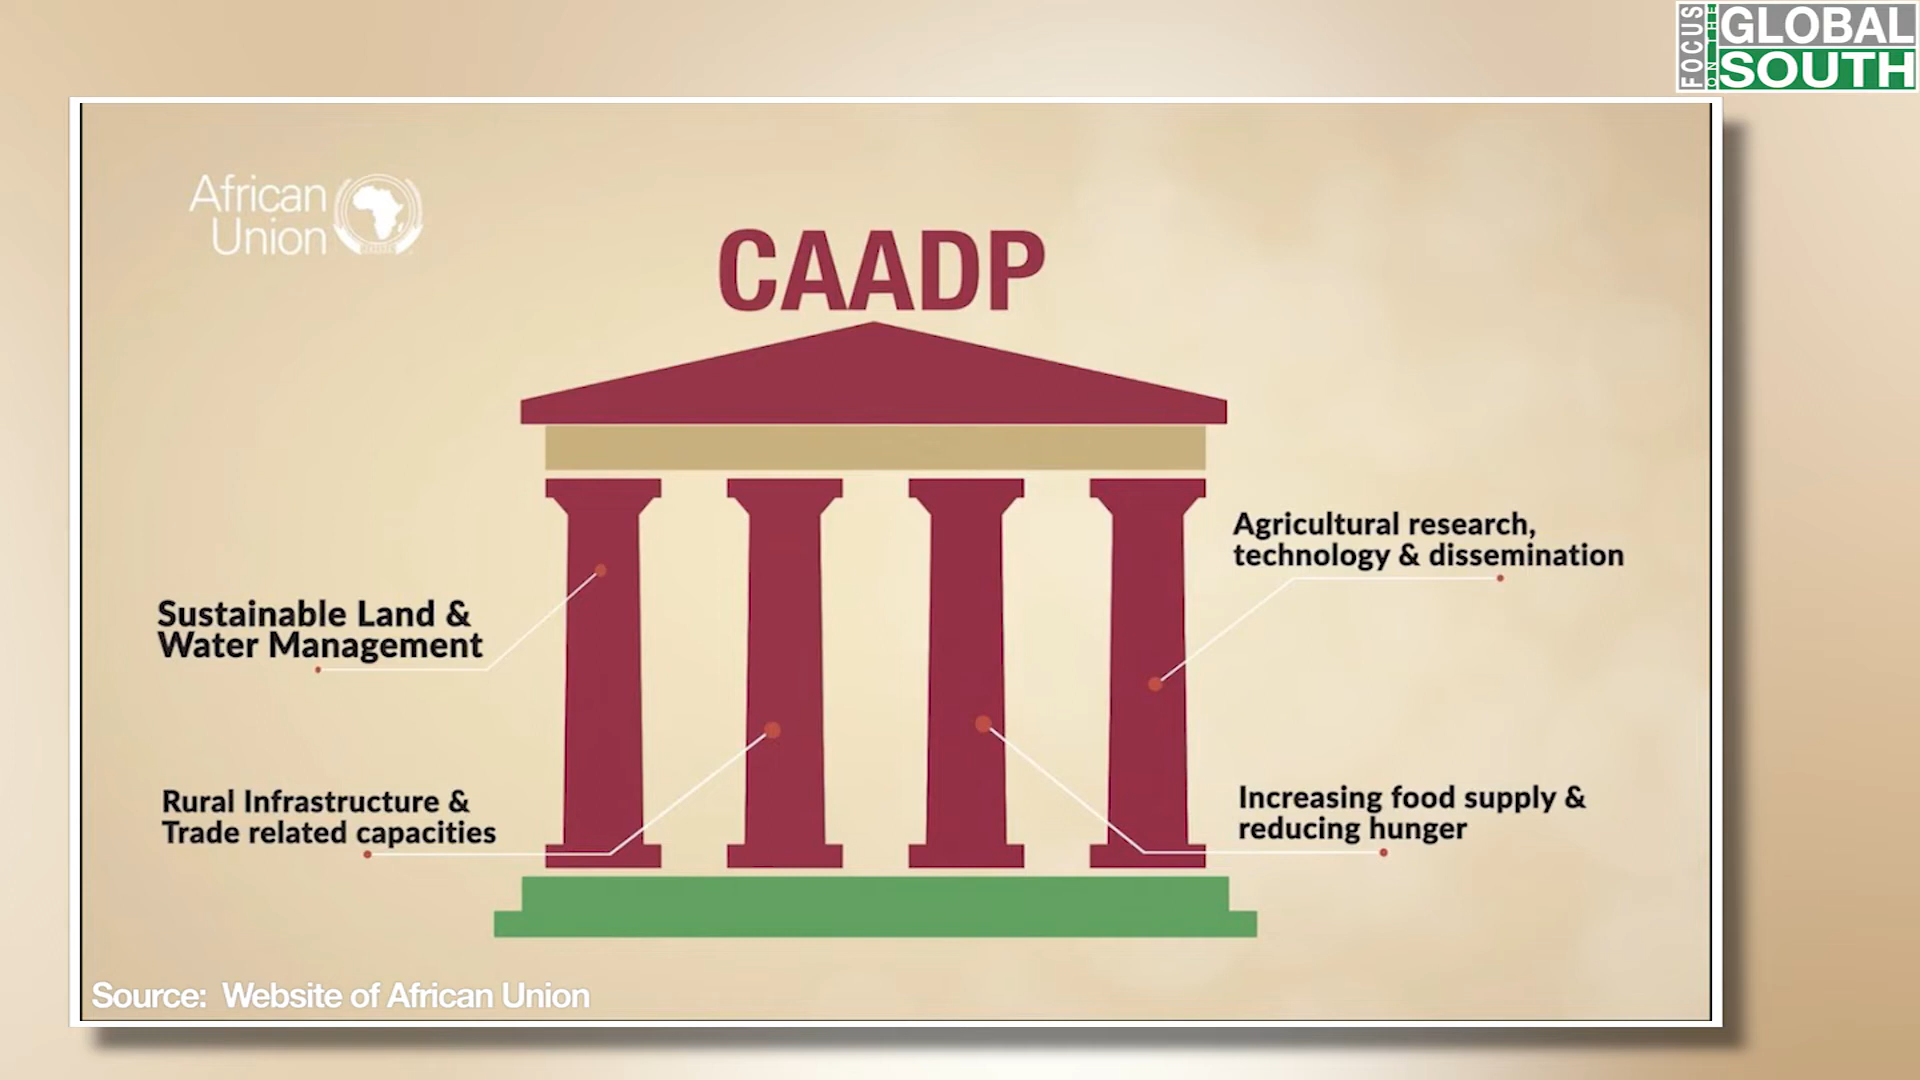 FOCUS
ON THE
GLOBAL
SOUTH
African
Union
CAADP
Agricultural research,
technology & dissemination
Sustainable Land &
Water Management
Rural Infrastructure &
Trade related capacities
Increasing food supply &
reducing hunger
Source: Website of African Union